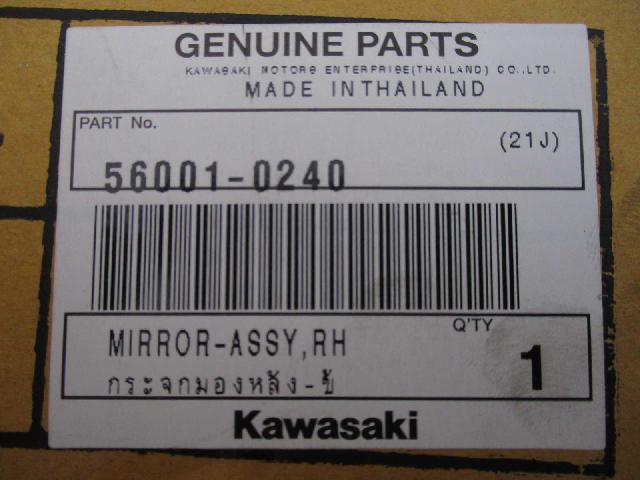 GENUINE PARTS
KAWASAKI MOTORS ENTERPRISE(THAILAND) CO.,LTD.
MADE INTHAILAND
PART No.
(21J)
56001-0240
MIRROR-ASSY,RH
Q'TY
1
กระจกมองหลัง-ข้
Kawasaki